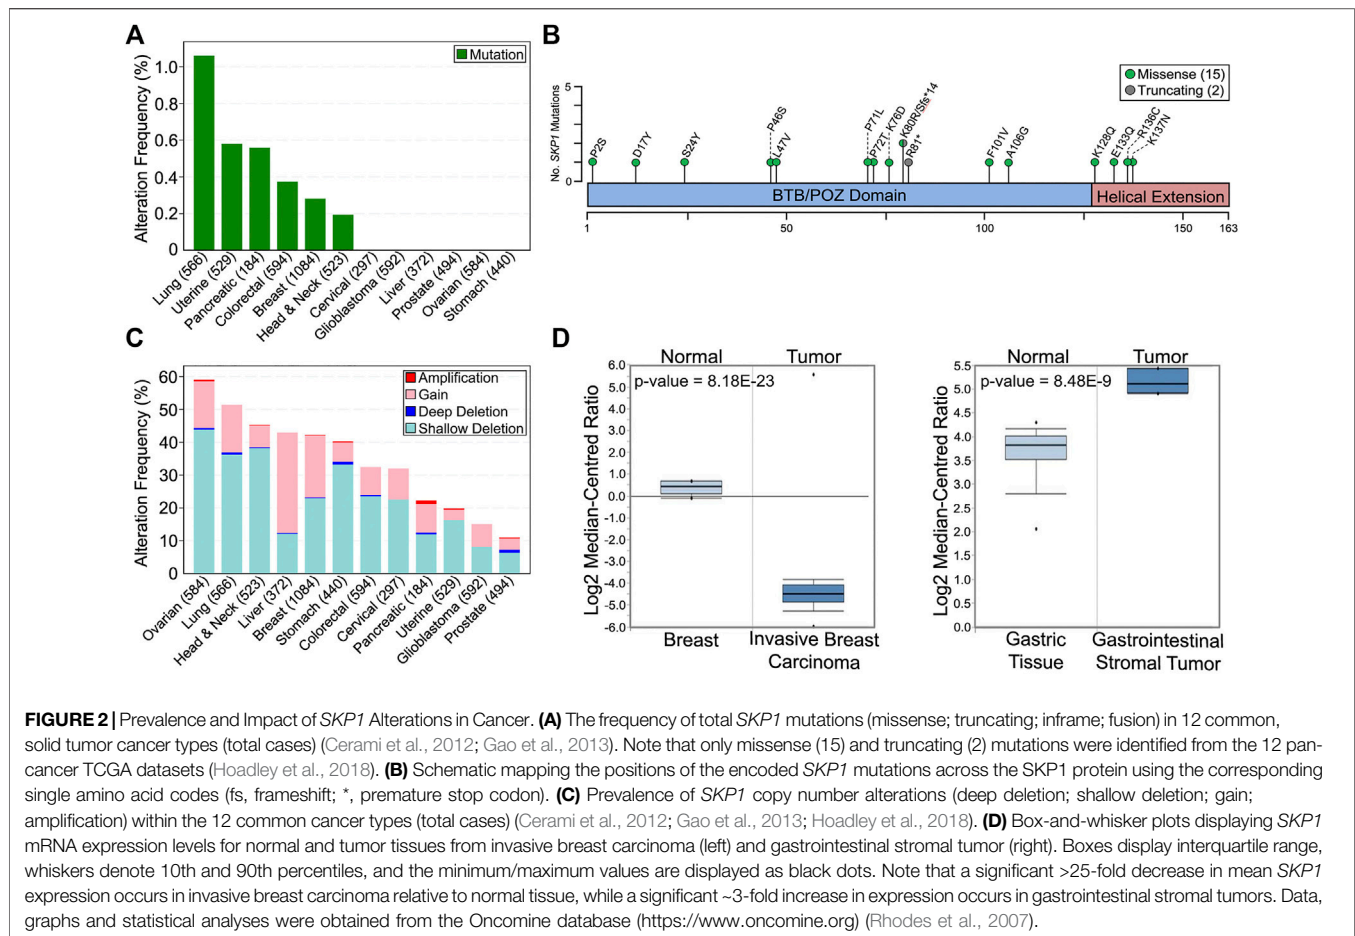 A
Mutation
Alteration Frequency (%)
1.0
0.8
0.6
0.4
0.2
0
Lung (566)
Uterine (529)
Pancreatic (184)
Colorectal (594)
Breast (1084)
Head & Neck (523)
Cervical (297)
Glioblastoma (592)
Liver (372)
Prostate (494)
Ovarian (584)
Stomach (440)
B
Missense (15)
Truncating (2)
No. SKP1 Mutations
5
0
P2S
D17Y
S24Y
P46S
L47V
P71L
P72T
K76D
K80R/Sfs*14
R81*
F101V
A106G
K128Q
E133Q
R136C
K137N
BTB/POZ Domain
Helical Extension
1
50
100
150
163
C
Amplification
Gain
Deep Deletion
Shallow Deletion
Alteration Frequency (%)
60
50
40
30
20
10
0
Ovarian (584)
Lung (566)
Head & Neck (523)
Liver (372)
Breast (1084)
Stomach (440)
Colorectal (594)
Cervical (297)
Pancreatic (184)
Uterine (529)
Glioblastoma (592)
Prostate (494)
D
Normal
Tumor
p-value = 8.18E-23
Log2 Median-Centred Ratio
6.0
5.0
4.0
3.0
2.0
1.0
0.0
-1.0
-2.0
-3.0
-4.0
-5.0
-6.0
Breast
Invasive Breast
Carcinoma
Normal
Tumor
p-value = 8.48E-9
Log2 Median-Centred Ratio
5.5
5.0
4.5
4.0
3.5
3.0
2.5
2.0
1.5
1.0
0.5
0.0
Gastric
Tissue
Gastrointestinal
Stromal Tumor
FIGURE 2 | Prevalence and Impact of SKP1 Alterations in Cancer. (A) The frequency of total SKP1 mutations (missense; truncating; inframe; fusion) in 12 common,
solid tumor cancer types (total cases) (Cerami et al., 2012; Gao et al., 2013). Note that only missense (15) and truncating (2) mutations were identified from the 12 pan-
cancer TCGA datasets (Hoadley et al., 2018). (B) Schematic mapping the positions of the encoded SKP1 mutations across the SKP1 protein using the corresponding
single amino acid codes (fs, frameshift; *, premature stop codon). (C) Prevalence of SKP1 copy number alterations (deep deletion; shallow deletion; gain;
amplification) within the 12 common cancer types (total cases) (Cerami et al., 2012; Gao et al., 2013; Hoadley et al., 2018). (D) Box-and-whisker plots displaying SKP1
mRNA expression levels for normal and tumor tissues from invasive breast carcinoma (left) and gastrointestinal stromal tumor (right). Boxes display interquartile range,
whiskers denote 10th and 90th percentiles, and the minimum/maximum values are displayed as black dots. Note that a significant >25-fold decrease in mean SKP1
expression occurs in invasive breast carcinoma relative to normal tissue, while a significant ~3-fold increase in expression occurs in gastrointestinal stromal tumors. Data,
graphs and statistical analyses were obtained from the Oncomine database (https://www.oncomine.org) (Rhodes et al., 2007).